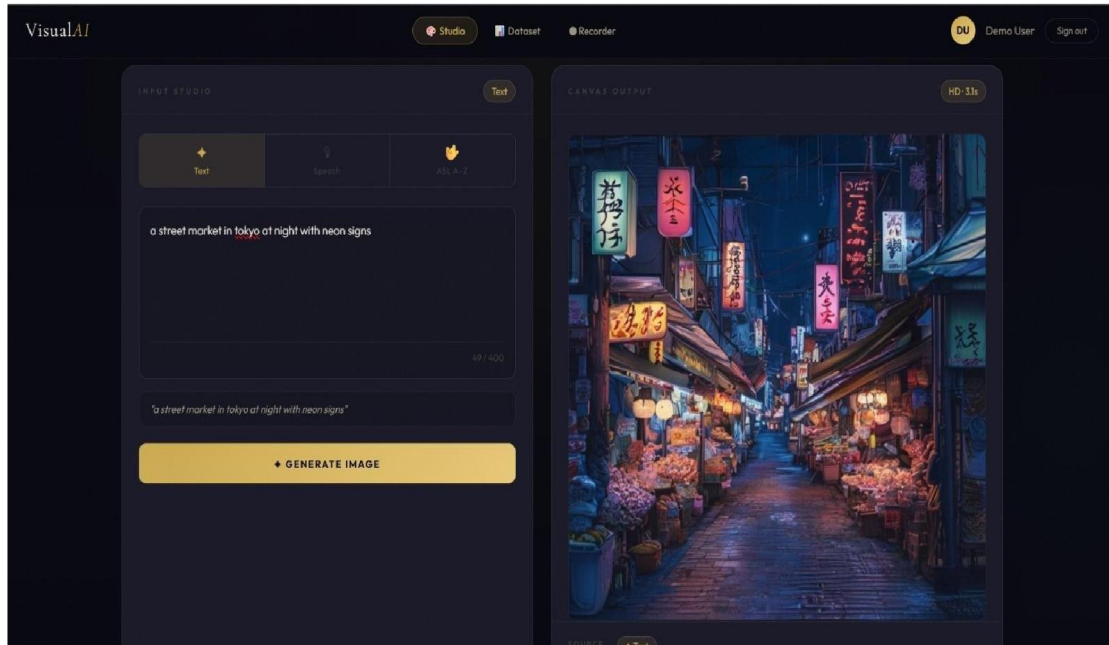 VisualAI
Studio
Dataset
Recorder
DU
Demo User
Sign out
INPUT STUDIO
Text
Text
Speech
ASL A-Z
a street market in tokyo at night with neon signs
49 / 400
"a street market in tokyo at night with neon signs"
GENERATE IMAGE
CANVAS OUTPUT
HD · 3.1s
SOURCE
Text